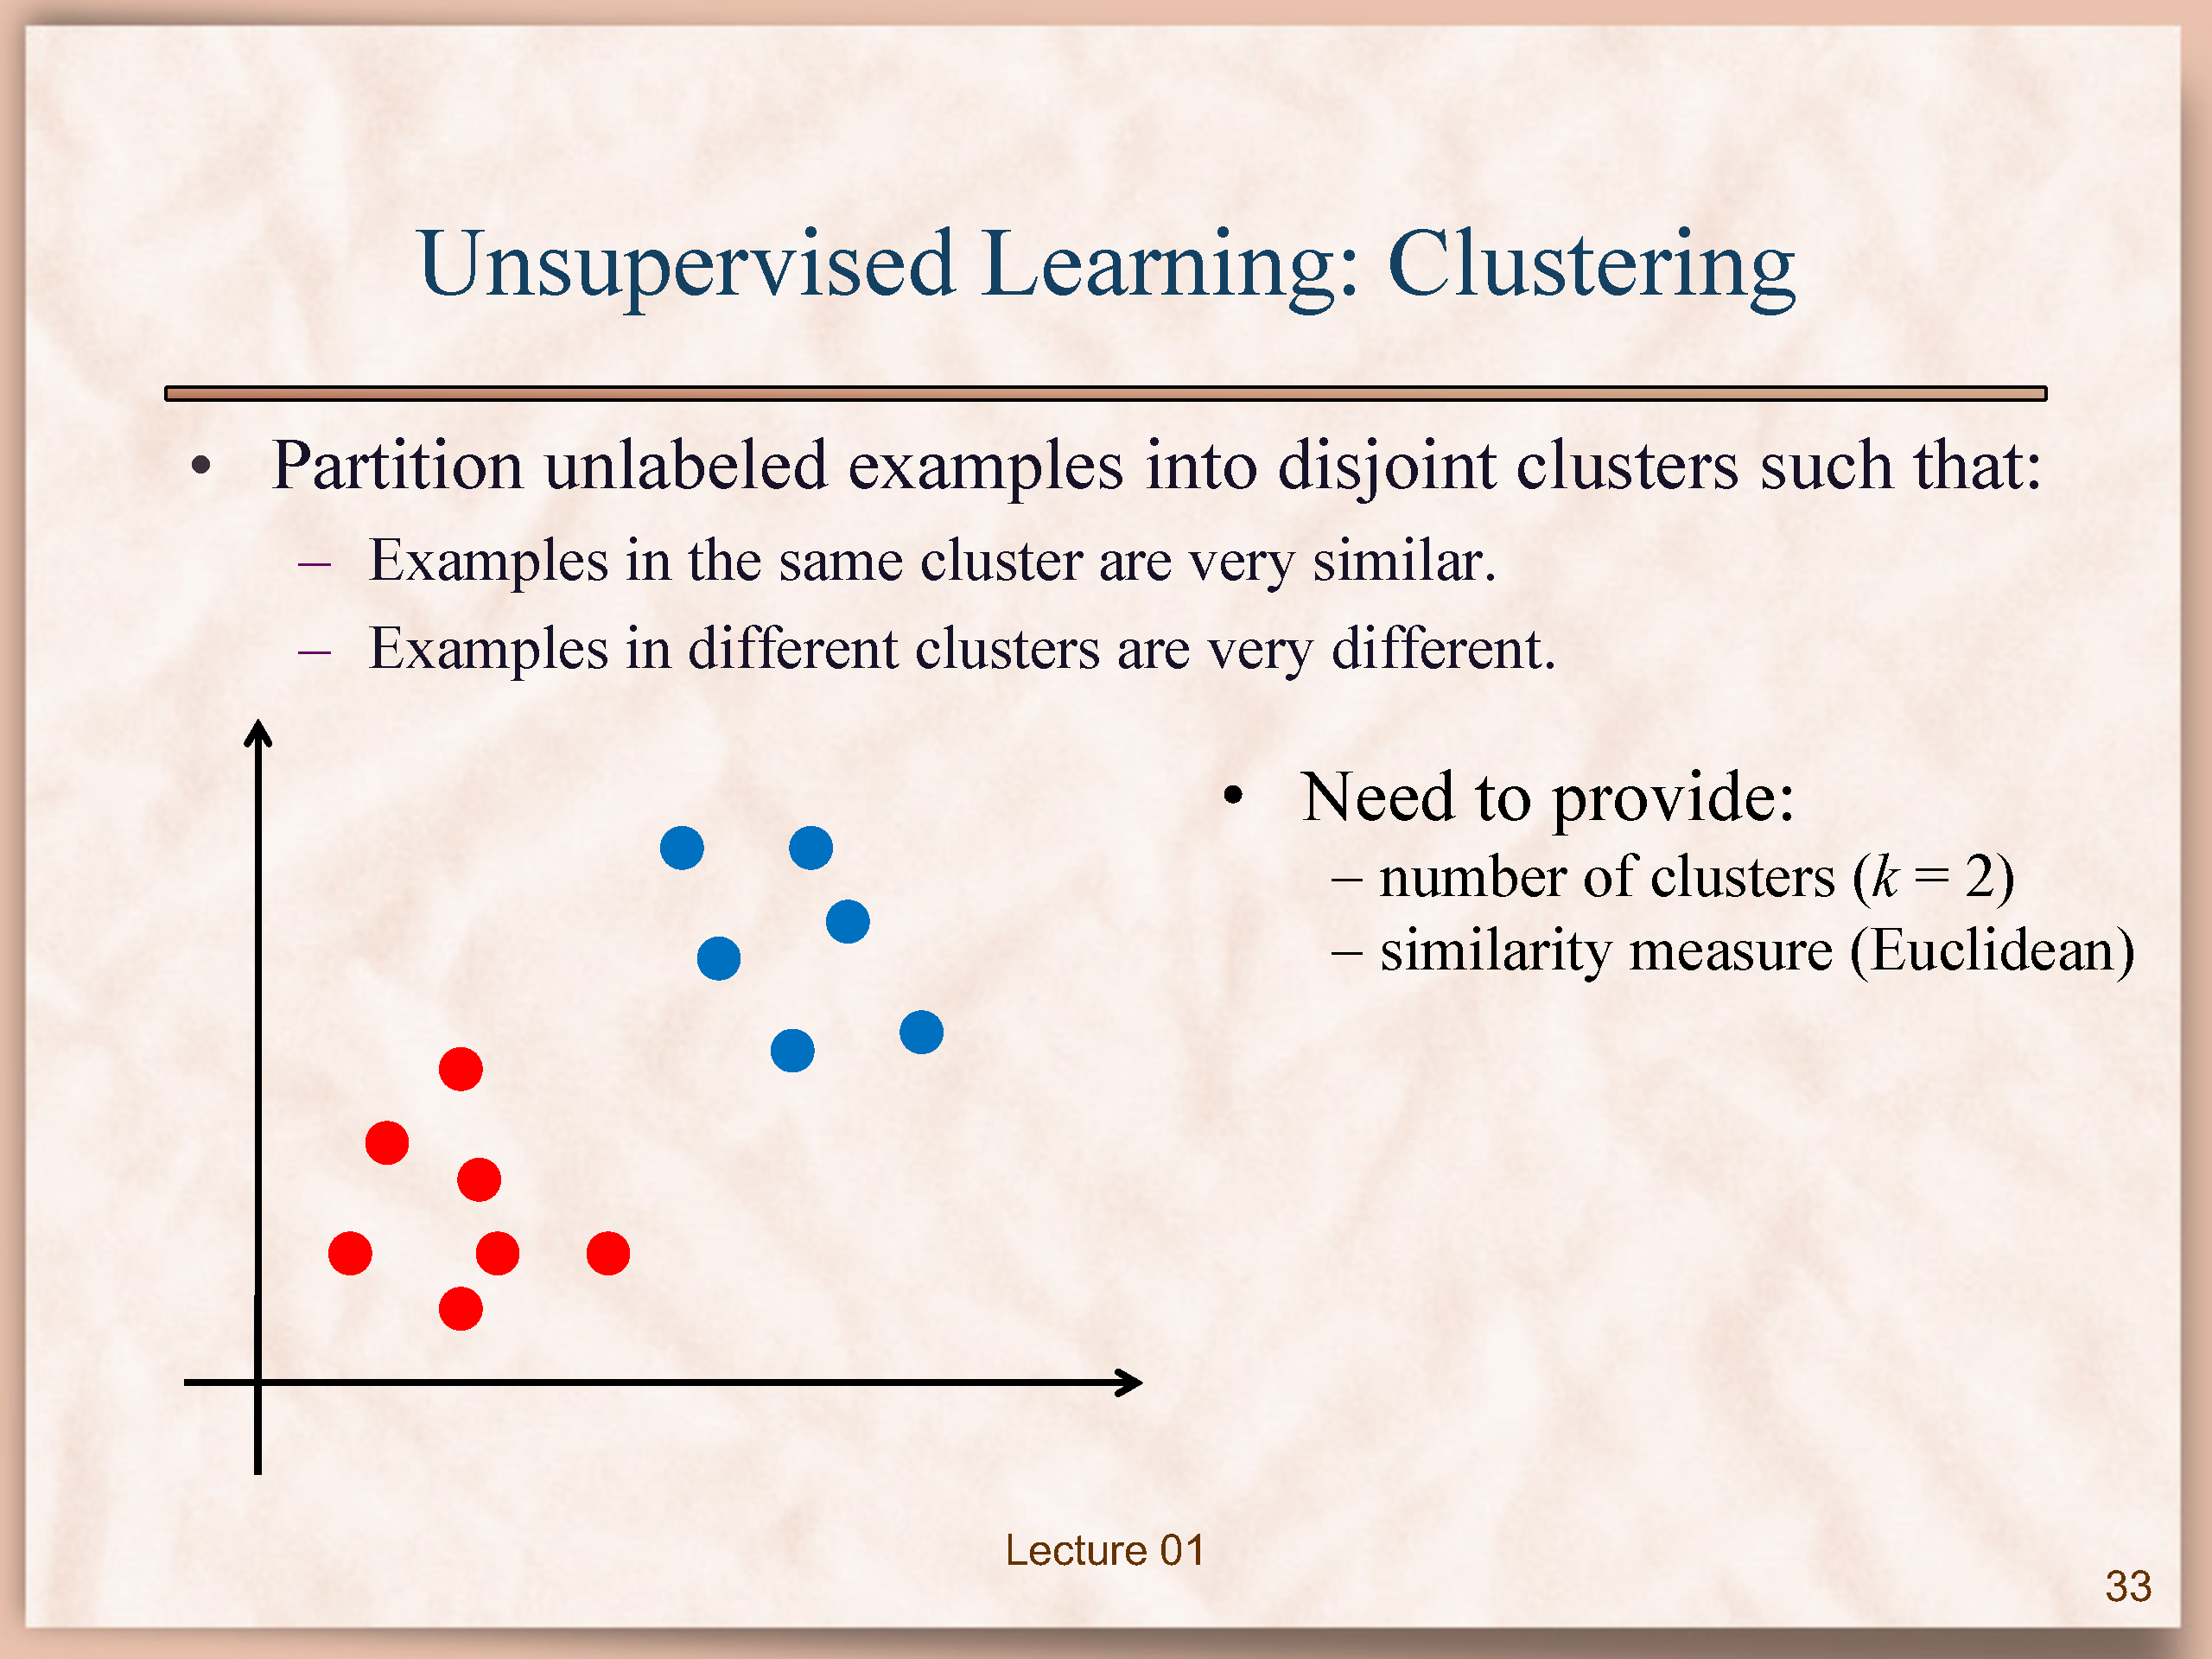 Unsupervised Learning: Clustering
• Partition unlabeled examples into disjoint clusters such that:
– Examples in the same cluster are very similar.
– Examples in different clusters are very different.
• Need to provide:
– number of clusters (k = 2)
– similarity measure (Euclidean)
Lecture 01
33